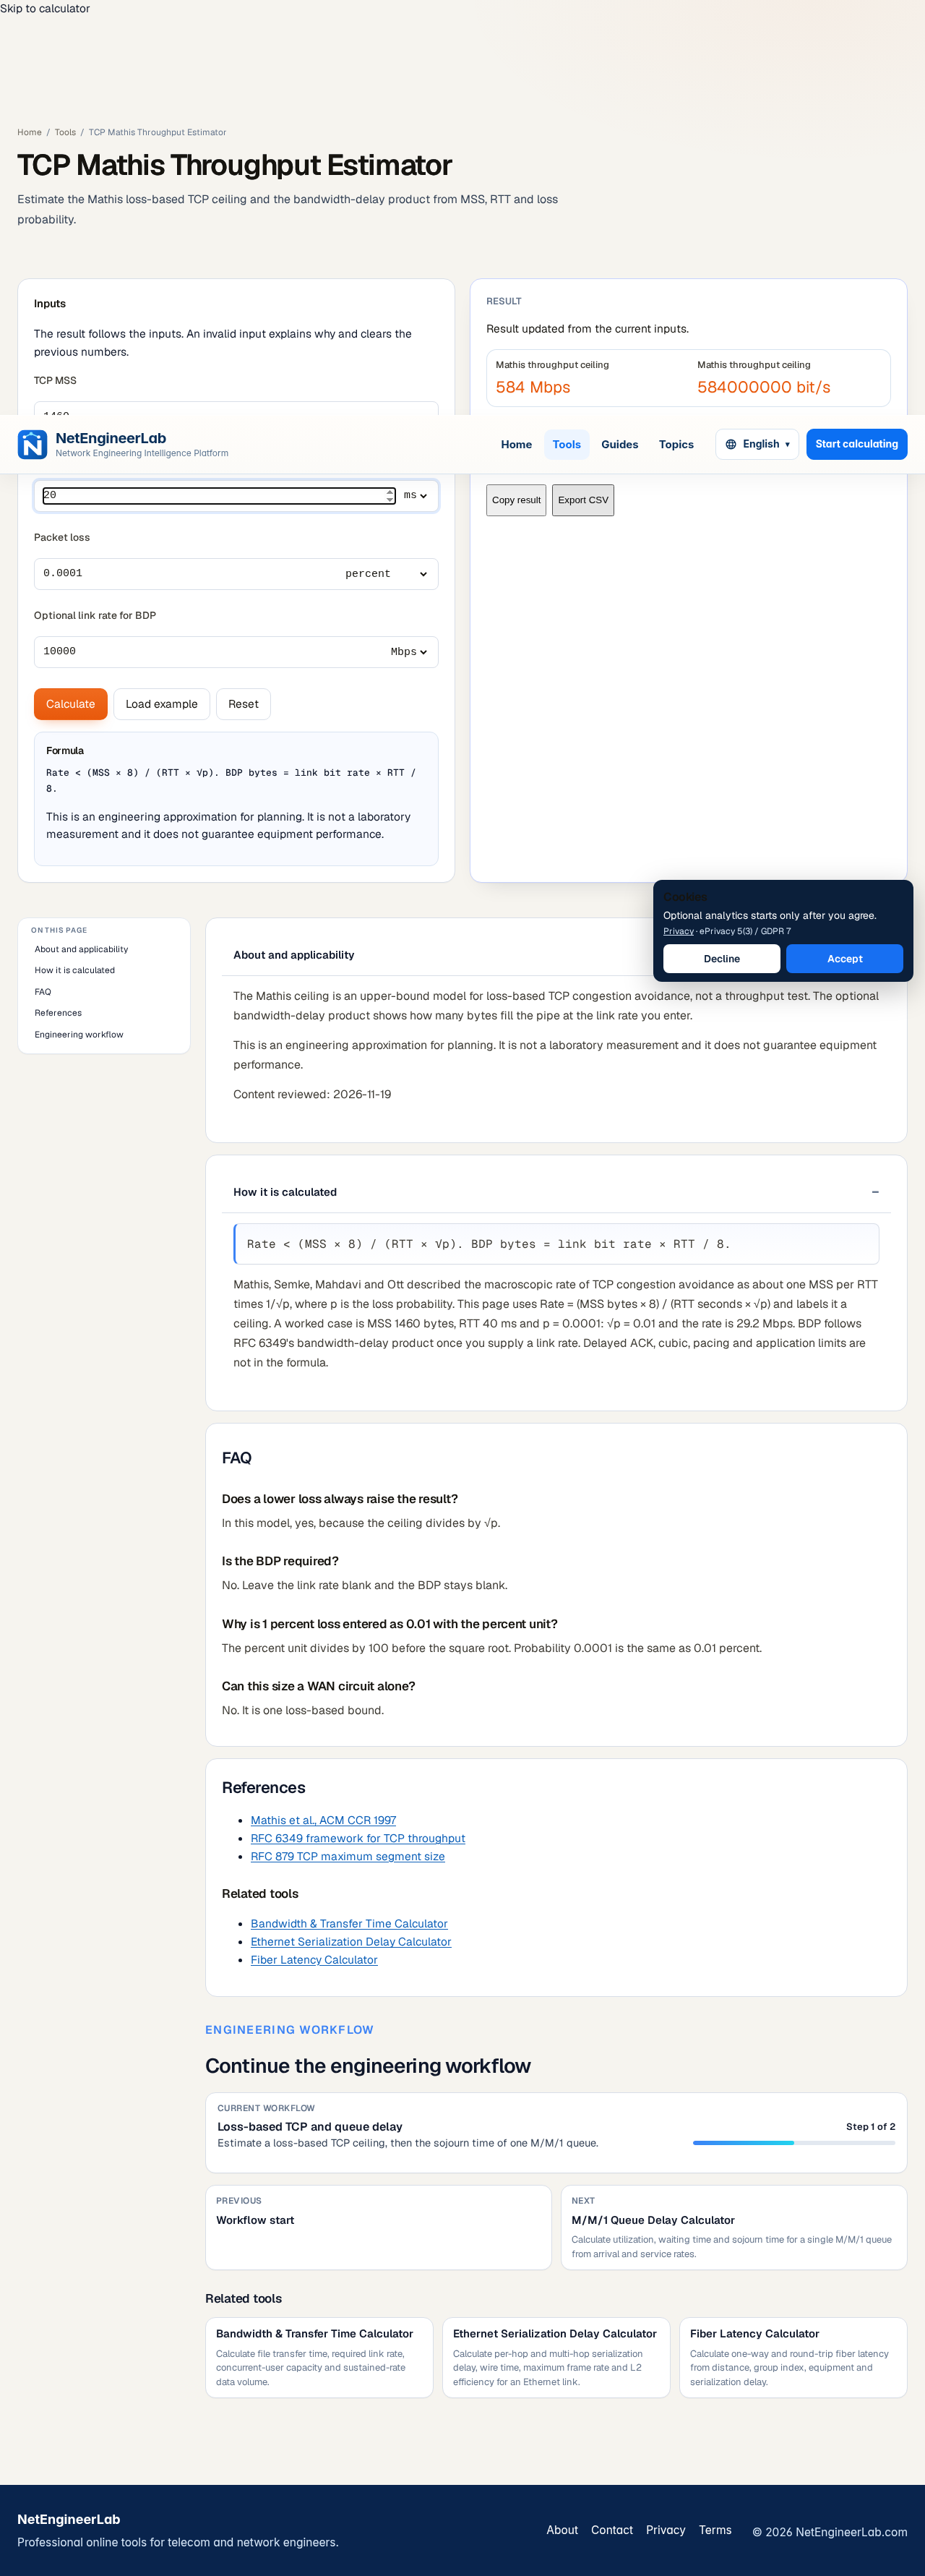 Skip to calculator
Home / Tools / TCP Mathis Throughput Estimator
TCP Mathis Throughput Estimator
Estimate the Mathis loss-based TCP ceiling and the bandwidth-delay product from MSS, RTT and loss
probability.
Inputs
The result follows the inputs. An invalid input explains why and clears the
previous numbers.
TCP MSS
RESULT
Result updated from the current inputs.
Mathis throughput ceiling
584 Mbps
Mathis throughput ceiling
584000000 bit/s
NetEngineerLab
Network Engineering Intelligence Platform
Home
Tools
Guides
Topics
English
Start calculating
20
ms
Copy result
Export CSV
Packet loss
0.0001
percent
Optional link rate for BDP
10000
Mbps
Calculate
Load example
Reset
Formula
Rate < (MSS × 8) / (RTT × √p). BDP bytes = link bit rate × RTT /
8.
This is an engineering approximation for planning. It is not a laboratory
measurement and it does not guarantee equipment performance.
Cookies
Optional analytics starts only after you agree.
Privacy · ePrivacy 5(3) / GDPR 7
Decline
Accept
ON THIS PAGE
About and applicability
How it is calculated
FAQ
References
Engineering workflow
About and applicability
The Mathis ceiling is an upper-bound model for loss-based TCP congestion avoidance, not a throughput test. The optional
bandwidth-delay product shows how many bytes fill the pipe at the link rate you enter.
This is an engineering approximation for planning. It is not a laboratory measurement and it does not guarantee equipment
performance.
Content reviewed: 2026-11-19
How it is calculated
−
Rate < (MSS × 8) / (RTT × √p). BDP bytes = link bit rate × RTT / 8.
Mathis, Semke, Mahdavi and Ott described the macroscopic rate of TCP congestion avoidance as about one MSS per RTT
times 1/√p, where p is the loss probability. This page uses Rate = (MSS bytes × 8) / (RTT seconds × √p) and labels it a
ceiling. A worked case is MSS 1460 bytes, RTT 40 ms and p = 0.0001: √p = 0.01 and the rate is 29.2 Mbps. BDP follows
RFC 6349's bandwidth-delay product once you supply a link rate. Delayed ACK, cubic, pacing and application limits are
not in the formula.
FAQ
Does a lower loss always raise the result?
In this model, yes, because the ceiling divides by √p.
Is the BDP required?
No. Leave the link rate blank and the BDP stays blank.
Why is 1 percent loss entered as 0.01 with the percent unit?
The percent unit divides by 100 before the square root. Probability 0.0001 is the same as 0.01 percent.
Can this size a WAN circuit alone?
No. It is one loss-based bound.
References
Mathis et al., ACM CCR 1997
RFC 6349 framework for TCP throughput
RFC 879 TCP maximum segment size
Related tools
Bandwidth & Transfer Time Calculator
Ethernet Serialization Delay Calculator
Fiber Latency Calculator
ENGINEERING WORKFLOW
Continue the engineering workflow
CURRENT WORKFLOW
Loss-based TCP and queue delay
Estimate a loss-based TCP ceiling, then the sojourn time of one M/M/1 queue.
Step 1 of 2
PREVIOUS
Workflow start
NEXT
M/M/1 Queue Delay Calculator
Calculate utilization, waiting time and sojourn time for a single M/M/1 queue
from arrival and service rates.
Related tools
Bandwidth & Transfer Time Calculator
Calculate file transfer time, required link rate,
concurrent-user capacity and sustained-rate
data volume.
Ethernet Serialization Delay Calculator
Calculate per-hop and multi-hop serialization
delay, wire time, maximum frame rate and L2
efficiency for an Ethernet link.
Fiber Latency Calculator
Calculate one-way and round-trip fiber latency
from distance, group index, equipment and
serialization delay.
NetEngineerLab
Professional online tools for telecom and network engineers.
About
Contact
Privacy
Terms
© 2026 NetEngineerLab.com